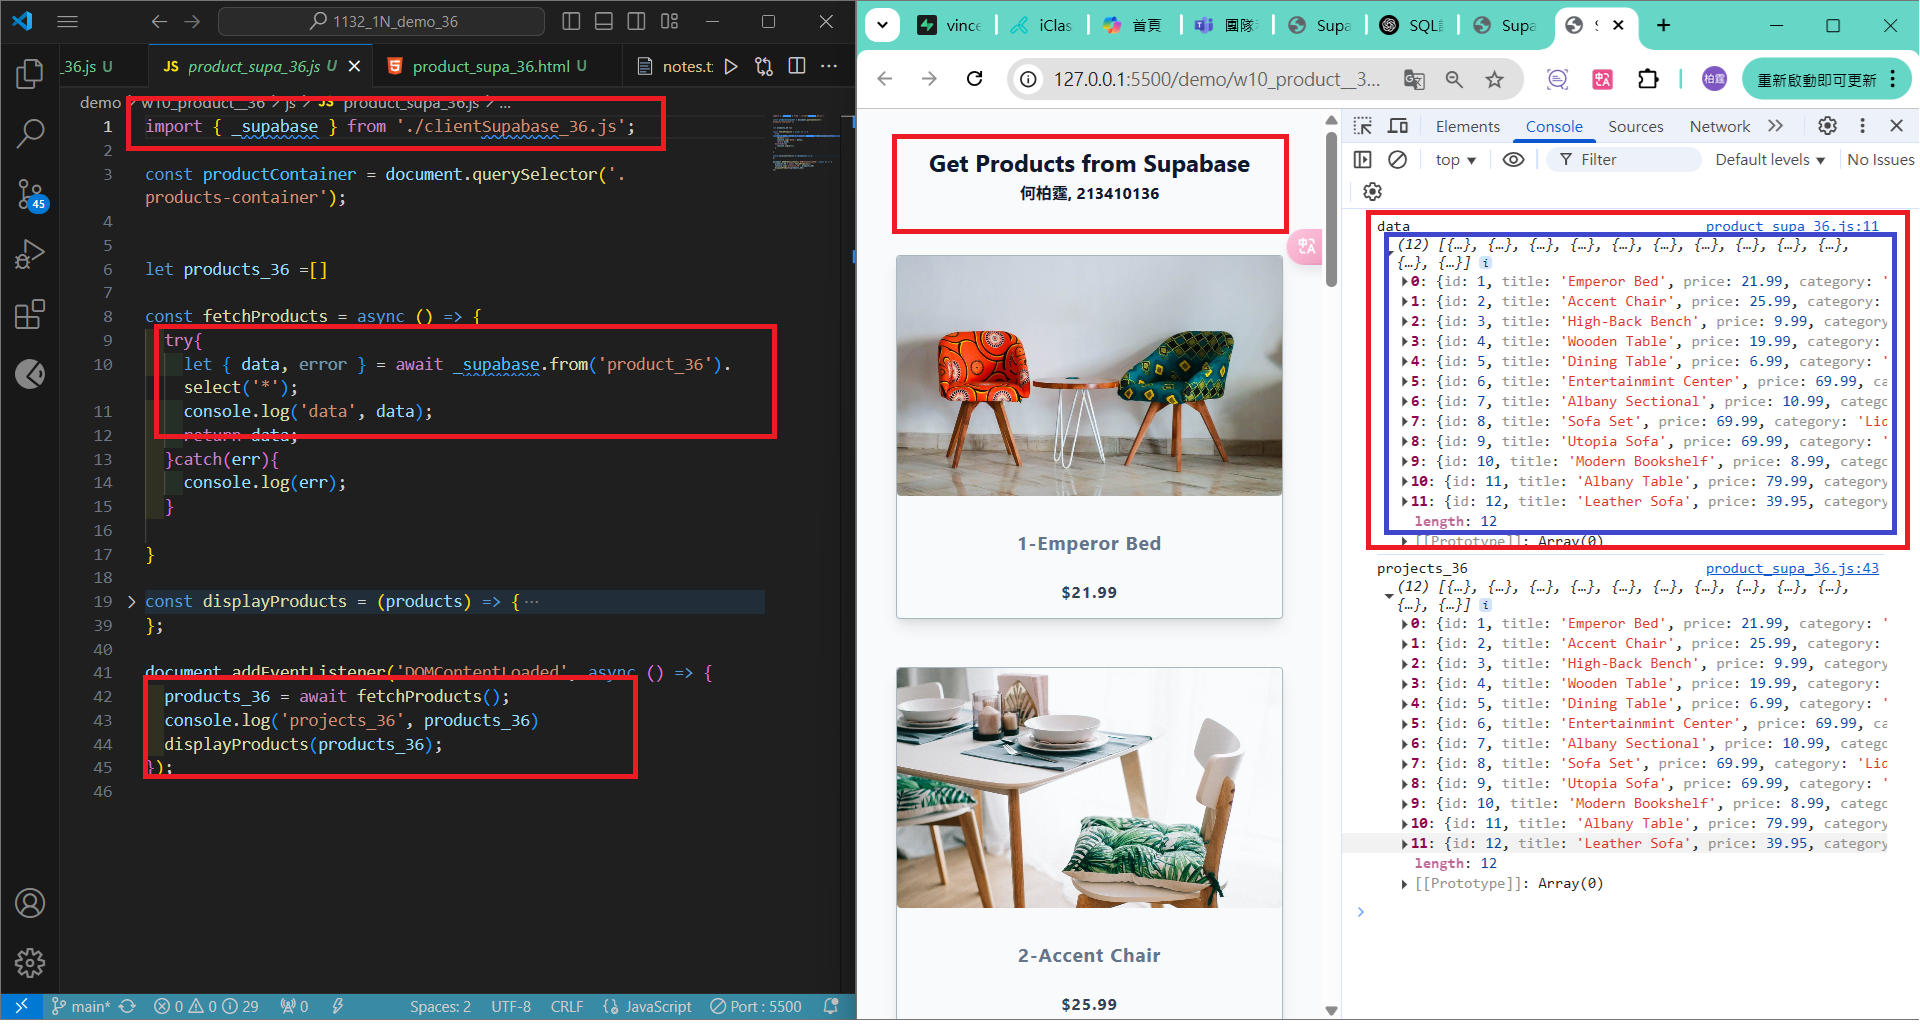 1132_1N_demo_36
_36.js U
JS product_supa_36.js U
product_supa_36.html U
notes.t
demo > w10_product__36 > js > JS product_supa_36.js > ...
1 import { _supabase } from './clientSupabase_36.js';
2
3 const productContainer = document.querySelector('.
products-container');
4
5
6 let products_36 =[]
7
8 const fetchProducts = async () => {
9 try{
10 let { data, error } = await _supabase.from('product_36').
select('*');
11 console.log('data', data);
12 return data;
13 }catch(err){
14 console.log(err);
15 }
16
17 }
18
19 const displayProducts = (products) => {···
39 };
40
41 document.addEventListener('DOMContentLoaded', async () => {
42 products_36 = await fetchProducts();
43 console.log('projects_36', products_36)
44 displayProducts(products_36);
45 });
46
45
main* 0 0 29 0 Spaces: 2 UTF-8 CRLF JavaScript Port : 5500
vince
iClas
首頁
團隊
Supa
SQL
Supa
S
127.0.0.1:5500/demo/w10_product__3...
柏霆
重新啟動即可更新
Get Products from Supabase
何柏霆, 213410136
1-Emperor Bed
$21.99
2-Accent Chair
$25.99
Elements Console Sources Network
top Filter Default levels No Issues
data product_supa_36.js:11
(12) [{…}, {…}, {…}, {…}, {…}, {…}, {…}, {…}, {…}, {…},
{…}, {…}] i
0: {id: 1, title: 'Emperor Bed', price: 21.99, category: '
1: {id: 2, title: 'Accent Chair', price: 25.99, category:
2: {id: 3, title: 'High-Back Bench', price: 9.99, category
3: {id: 4, title: 'Wooden Table', price: 19.99, category:
4: {id: 5, title: 'Dining Table', price: 6.99, category:
5: {id: 6, title: 'Entertainmint Center', price: 69.99, ca
6: {id: 7, title: 'Albany Sectional', price: 10.99, catego
7: {id: 8, title: 'Sofa Set', price: 69.99, category: 'Lic
8: {id: 9, title: 'Utopia Sofa', price: 69.99, category: '
9: {id: 10, title: 'Modern Bookshelf', price: 8.99, catego
10: {id: 11, title: 'Albany Table', price: 79.99, category
11: {id: 12, title: 'Leather Sofa', price: 39.95, category
length: 12
[[Prototype]]: Array(0)
projects_36 product_supa_36.js:43
(12) [{…}, {…}, {…}, {…}, {…}, {…}, {…}, {…}, {…}, {…},
{…}, {…}] i
0: {id: 1, title: 'Emperor Bed', price: 21.99, category: '
1: {id: 2, title: 'Accent Chair', price: 25.99, category:
2: {id: 3, title: 'High-Back Bench', price: 9.99, category
3: {id: 4, title: 'Wooden Table', price: 19.99, category:
4: {id: 5, title: 'Dining Table', price: 6.99, category:
5: {id: 6, title: 'Entertainmint Center', price: 69.99, ca
6: {id: 7, title: 'Albany Sectional', price: 10.99, catego
7: {id: 8, title: 'Sofa Set', price: 69.99, category: 'Lic
8: {id: 9, title: 'Utopia Sofa', price: 69.99, category: '
9: {id: 10, title: 'Modern Bookshelf', price: 8.99, catego
10: {id: 11, title: 'Albany Table', price: 79.99, category
11: {id: 12, title: 'Leather Sofa', price: 39.95, category
length: 12
[[Prototype]]: Array(0)